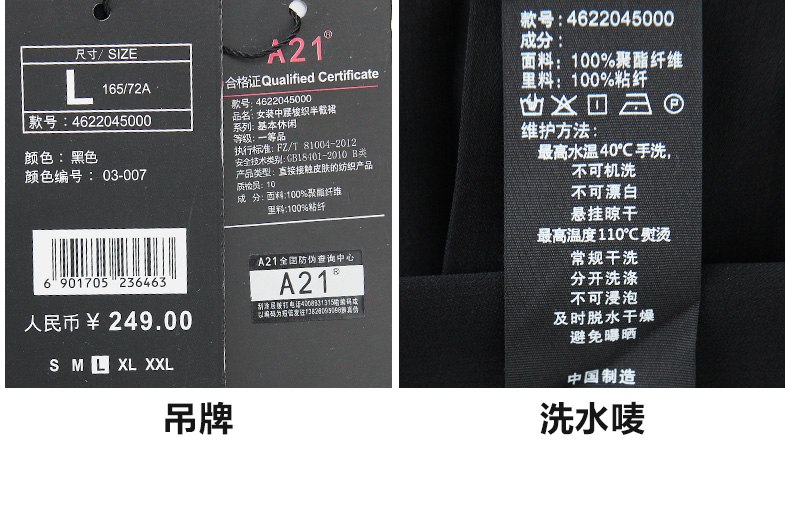 尺寸/ SIZE
L 165/72A
款号: 4622045000
颜色： 黑色
颜色编号： 03-007
6 901705 236463
人民币 ¥ 249.00
S M L XL XXL
A21®
合格证Qualified Certificate
款号: 4622045000
品名: 女装中腰梭织半截裙
系列: 基本休闲
等级: 一等品
执行标准: FZ/T 81004-2012
安全技术类别:GB18401-2010 B类
产品类型: 直接接触皮肤的纺织产品
质检员: 10
成 分: 面料:100%聚酯纤维
里料:100%粘纤
A21全国防伪查询中心
A21®
吊牌
款号: 4622045000
成分:
面料: 100%聚酯纤维
里料: 100%粘纤
P
维护方法:
最高水温40℃手洗,
不可机洗
不可漂白
悬挂晾干
最高温度110℃熨烫
常规干洗
分开洗涤
不可浸泡
及时脱水干燥
避免曝晒
中国制造
洗水唛